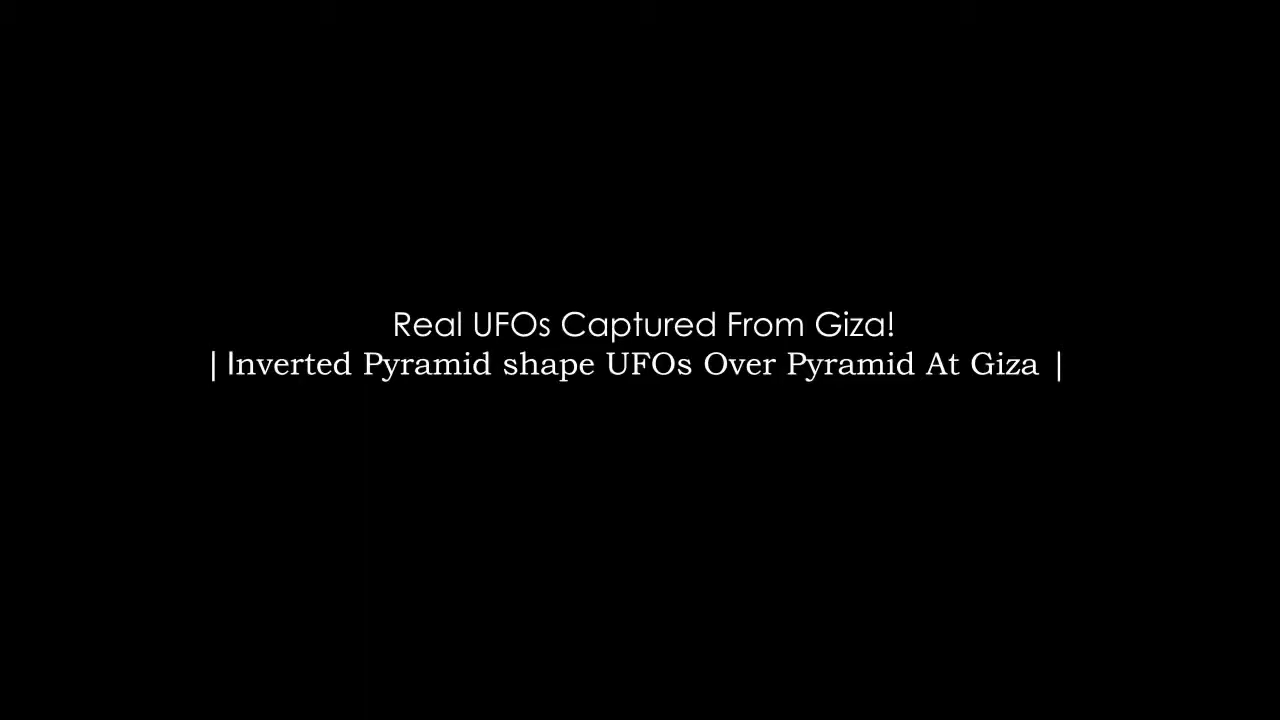 Real UFOs Captured From Giza!
| Inverted Pyramid shape UFOs Over Pyramid At Giza |